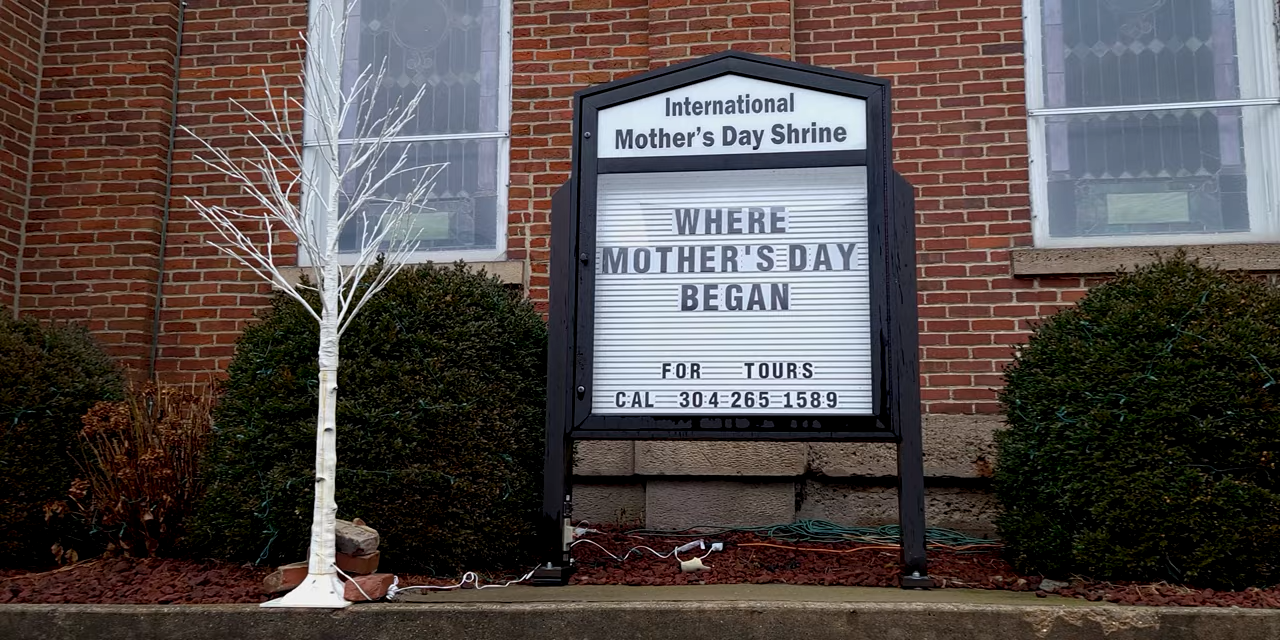 International
Mother's Day Shrine
WHERE
MOTHER'S DAY
BEGAN
FOR TOURS
CAL 304 265 1589